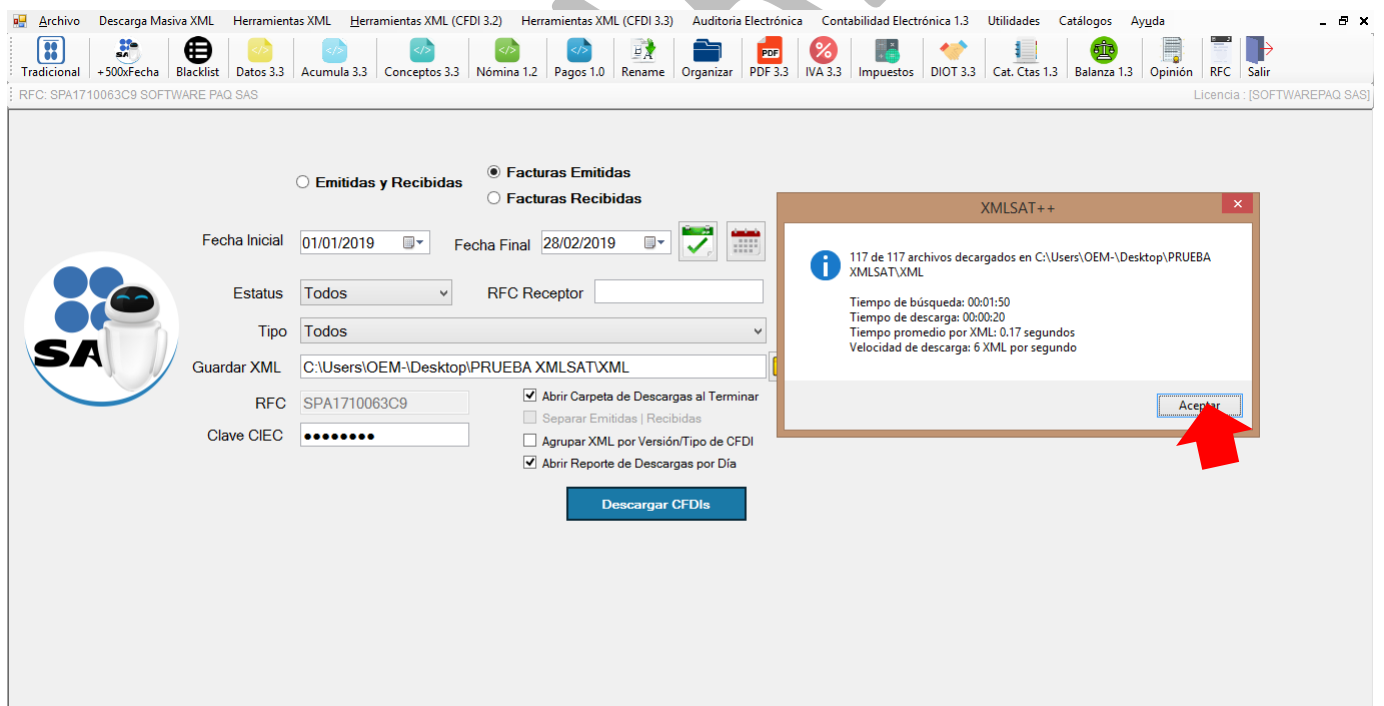 Archivo Descarga Masiva XML Herramientas XML Herramientas XML (CFDI 3.2) Herramientas XML (CFDI 3.3) Auditoria Electrónica Contabilidad Electrónica 1.3 Utilidades Catálogos Ayuda
Tradicional +500xFecha Blacklist Datos 3.3 Acumula 3.3 Conceptos 3.3 Nómina 1.2 Pagos 1.0 Rename Organizar PDF 3.3 IVA 3.3 Impuestos DIOT 3.3 Cat. Ctas 1.3 Balanza 1.3 Opinión RFC Salir
RFC: SPA1710063C9 SOFTWARE PAQ SAS Licencia : [SOFTWAREPAQ SAS]
Emitidas y Recibidas
Facturas Emitidas
Facturas Recibidas
Fecha Inicial 01/01/2019 Fecha Final 28/02/2019
Estatus Todos RFC Receptor
Tipo Todos
Guardar XML C:\Users\OEM-\Desktop\PRUEBA XMLSAT\XML
RFC SPA1710063C9
Clave CIEC ●●●●●●●●
Abrir Carpeta de Descargas al Terminar
Separar Emitidas | Recibidas
Agrupar XML por Versión/Tipo de CFDI
Abrir Reporte de Descargas por Día
Descargar CFDIs
SA
XMLSAT++
117 de 117 archivos decargados en C:\Users\OEM-\Desktop\PRUEBA
XMLSAT\XML
Tiempo de búsqueda: 00:01:50
Tiempo de descarga: 00:00:20
Tiempo promedio por XML: 0.17 segundos
Velocidad de descarga: 6 XML por segundo
Aceptar